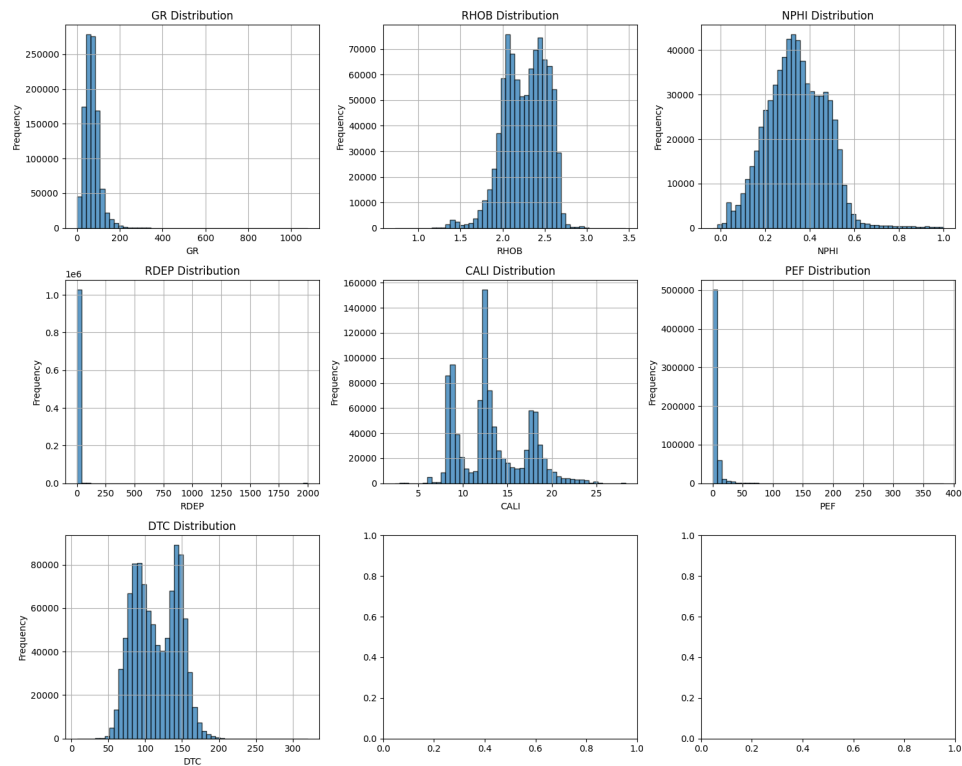 GR Distribution
Frequency
250000
200000
150000
100000
50000
0
0 200 400 600 800 1000
GR
RHOB Distribution
Frequency
70000
60000
50000
40000
30000
20000
10000
0
1.0 1.5 2.0 2.5 3.0 3.5
RHOB
NPHI Distribution
Frequency
40000
30000
20000
10000
0
0.0 0.2 0.4 0.6 0.8 1.0
NPHI
RDEP Distribution
1e6
Frequency
1.0
0.8
0.6
0.4
0.2
0.0
0 250 500 750 1000 1250 1500 1750 2000
RDEP
CALI Distribution
Frequency
160000
140000
120000
100000
80000
60000
40000
20000
0
5 10 15 20 25
CALI
PEF Distribution
Frequency
500000
400000
300000
200000
100000
0
0 50 100 150 200 250 300 350 400
PEF
DTC Distribution
Frequency
80000
60000
40000
20000
0
0 50 100 150 200 250 300
DTC
1.0
0.8
0.6
0.4
0.2
0.0
0.0 0.2 0.4 0.6 0.8 1.0
1.0
0.8
0.6
0.4
0.2
0.0
0.0 0.2 0.4 0.6 0.8 1.0